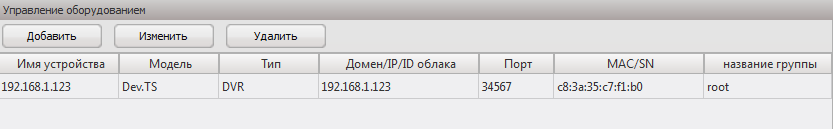 Управление оборудованием
Добавить Изменить Удалить
Имя устройства Модель Тип Домен/IP/ID облака Порт MAC/SN название группы
192.168.1.123 Dev.TS DVR 192.168.1.123 34567 c8:3a:35:c7:f1:b0 root